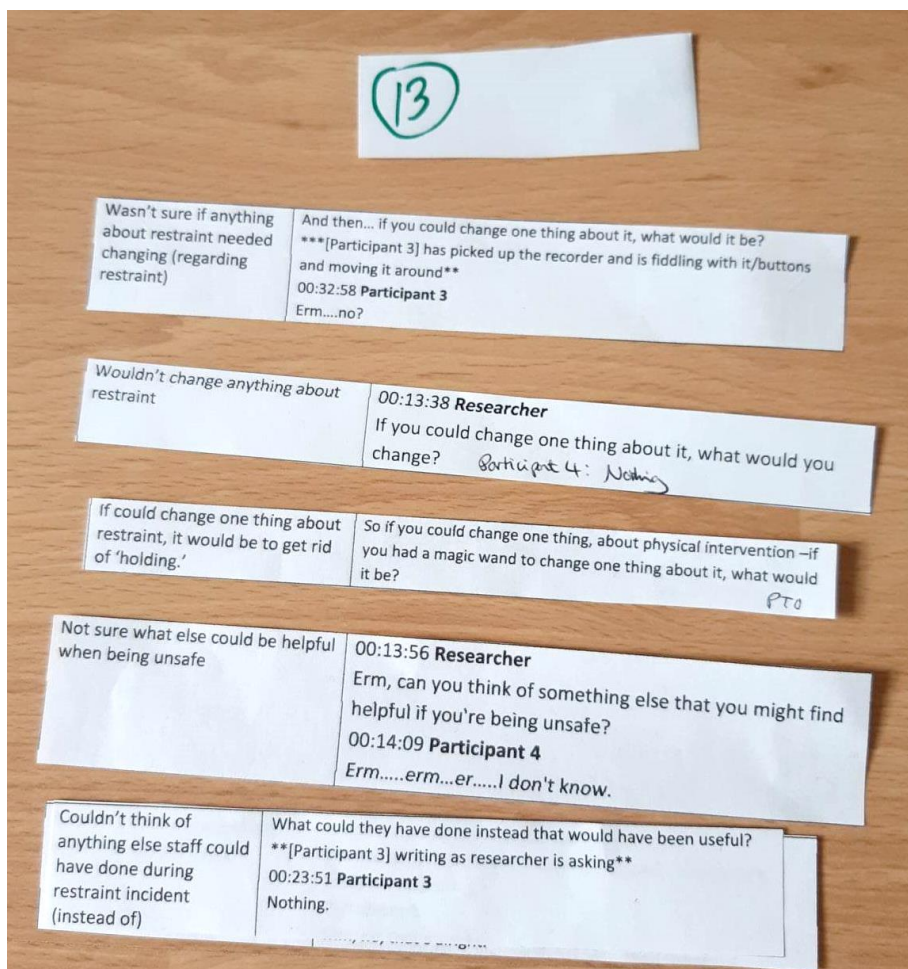 13
Wasn't sure if anything
about restraint needed
changing (regarding
restraint)
And then... if you could change one thing about it, what would it be?
***[Participant 3] has picked up the recorder and is fiddling with it/buttons
and moving it around**
00:32:58 Participant 3
Erm....no?
Wouldn't change anything about
restraint
00:13:38 Researcher
If you could change one thing about it, what would you
change? Participant 4: Nothing
If could change one thing about
restraint, it would be to get rid
of 'holding.'
So if you could change one thing, about physical intervention –if
you had a magic wand to change one thing about it, what would
it be?
PTO
Not sure what else could be helpful
when being unsafe
00:13:56 Researcher
Erm, can you think of something else that you might find
helpful if you're being unsafe?
00:14:09 Participant 4
Erm.....erm...er.....I don't know.
Couldn't think of
anything else staff could
have done during
restraint incident
(instead of)
What could they have done instead that would have been useful?
**[Participant 3] writing as researcher is asking**
00:23:51 Participant 3
Nothing.